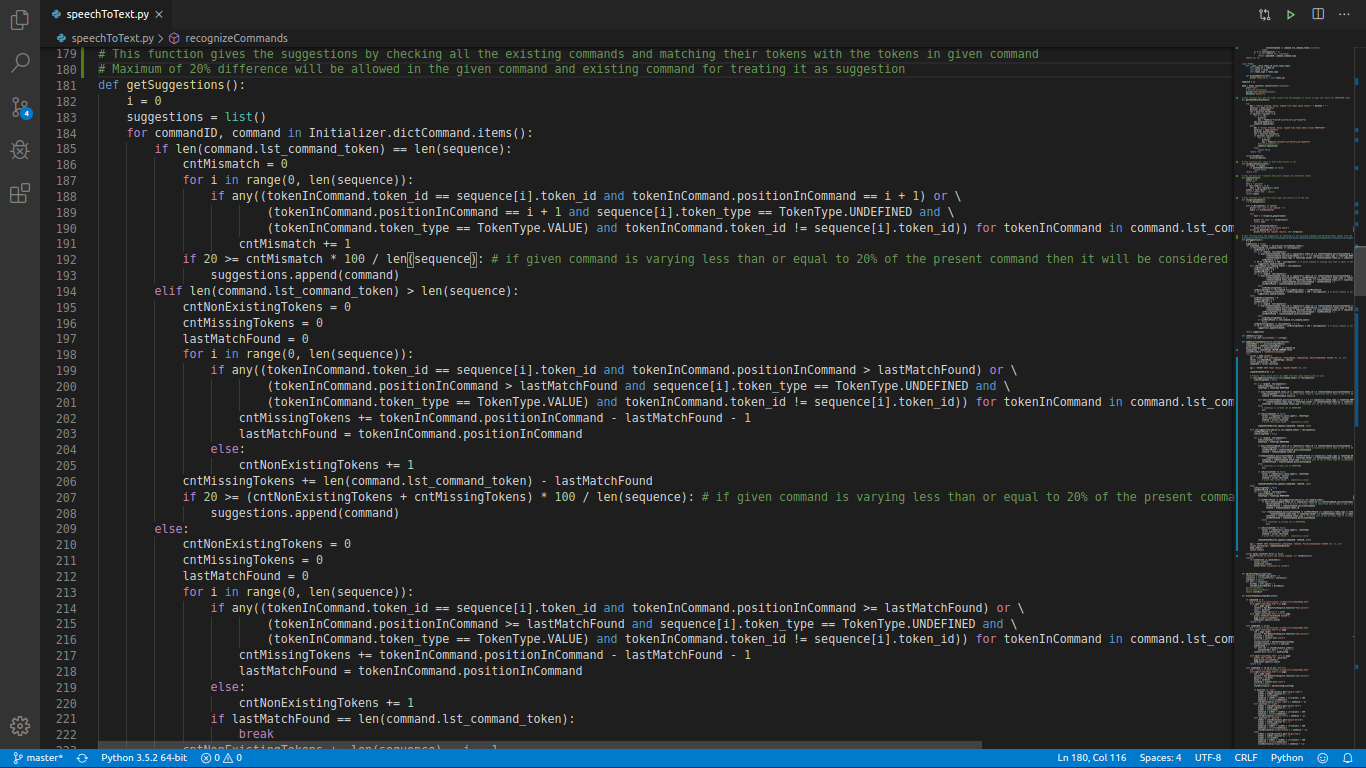 speechToText.py ×
speechToText.py > recognizeCommands
179 # This function gives the suggestions by checking all the existing commands and matching their tokens with the tokens in given command
180 # Maximum of 20% difference will be allowed in the given command and existing command for treating it as suggestion
181 def getSuggestions():
182 i = 0
183 suggestions = list()
184 for commandID, command in Initializer.dictCommand.items():
185 if len(command.lst_command_token) == len(sequence):
186 cntMismatch = 0
187 for i in range(0, len(sequence)):
188 if any((tokenInCommand.token_id == sequence[i].token_id and tokenInCommand.positionInCommand == i + 1) or \
189 (tokenInCommand.positionInCommand == i + 1 and sequence[i].token_type == TokenType.UNDEFINED and \
190 (tokenInCommand.token_type == TokenType.VALUE) and tokenInCommand.token_id != sequence[i].token_id)) for tokenInCommand in command.lst_com
191 cntMismatch += 1
192 if 20 >= cntMismatch * 100 / len(sequence): # if given command is varying less than or equal to 20% of the present command then it will be considered
193 suggestions.append(command)
194 elif len(command.lst_command_token) > len(sequence):
195 cntNonExistingTokens = 0
196 cntMissingTokens = 0
197 lastMatchFound = 0
198 for i in range(0, len(sequence)):
199 if any((tokenInCommand.token_id == sequence[i].token_id and tokenInCommand.positionInCommand > lastMatchFound) or \
200 (tokenInCommand.positionInCommand > lastMatchFound and sequence[i].token_type == TokenType.UNDEFINED and \
201 (tokenInCommand.token_type == TokenType.VALUE) and tokenInCommand.token_id != sequence[i].token_id)) for tokenInCommand in command.lst_com
202 cntMissingTokens += tokenInCommand.positionInCommand - lastMatchFound - 1
203 lastMatchFound = tokenInCommand.positionInCommand
204 else:
205 cntNonExistingTokens += 1
206 cntMissingTokens += len(command.lst_command_token) - lastMatchFound
207 if 20 >= (cntNonExistingTokens + cntMissingTokens) * 100 / len(sequence): # if given command is varying less than or equal to 20% of the present comma
208 suggestions.append(command)
209 else:
210 cntNonExistingTokens = 0
211 cntMissingTokens = 0
212 lastMatchFound = 0
213 for i in range(0, len(sequence)):
214 if any((tokenInCommand.token_id == sequence[i].token_id and tokenInCommand.positionInCommand >= lastMatchFound) or \
215 (tokenInCommand.positionInCommand >= lastMatchFound and sequence[i].token_type == TokenType.UNDEFINED and \
216 (tokenInCommand.token_type == TokenType.VALUE) and tokenInCommand.token_id != sequence[i].token_id)) for tokenInCommand in command.lst_com
217 cntMissingTokens += tokenInCommand.positionInCommand - lastMatchFound - 1
218 lastMatchFound = tokenInCommand.positionInCommand
219 else:
220 cntNonExistingTokens += 1
221 if lastMatchFound == len(command.lst_command_token):
222 break
4
master* Python 3.5.2 64-bit 0 0 Ln 180, Col 116 Spaces: 4 UTF-8 CRLF Python